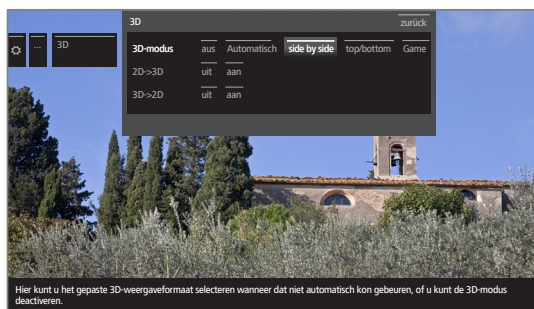 3D zurück
... 3D
3D-modus aus Automatisch side by side top/bottom Game
2D->3D uit aan
3D->2D uit aan
Hier kunt u het gepaste 3D-weergaveformaat selecteren wanneer dat niet automatisch kon gebeuren, of u kunt de 3D-modus
deactiveren.